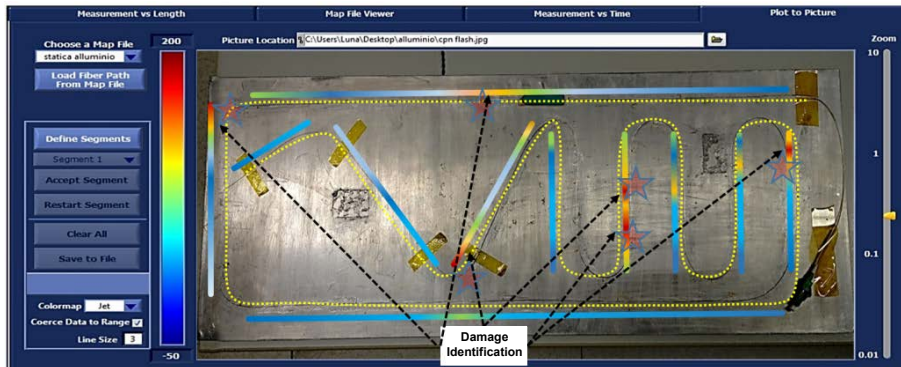 Measurement vs Length
Map File Viewer
Measurement vs Time
Plot to Picture
Choose a Map File
statica alluminio
Load Fiber Path
From Map File
200
-50
Picture Location
C:\Users\Luna\Desktop\alluminio\cpn flash.jpg
Zoom
10
1
0.1
0.01
Define Segments
Segment 1
Accept Segment
Restart Segment
Clear All
Save to File
Colormap Jet
Coerce Data to Range
Line Size 3
Damage
Identification